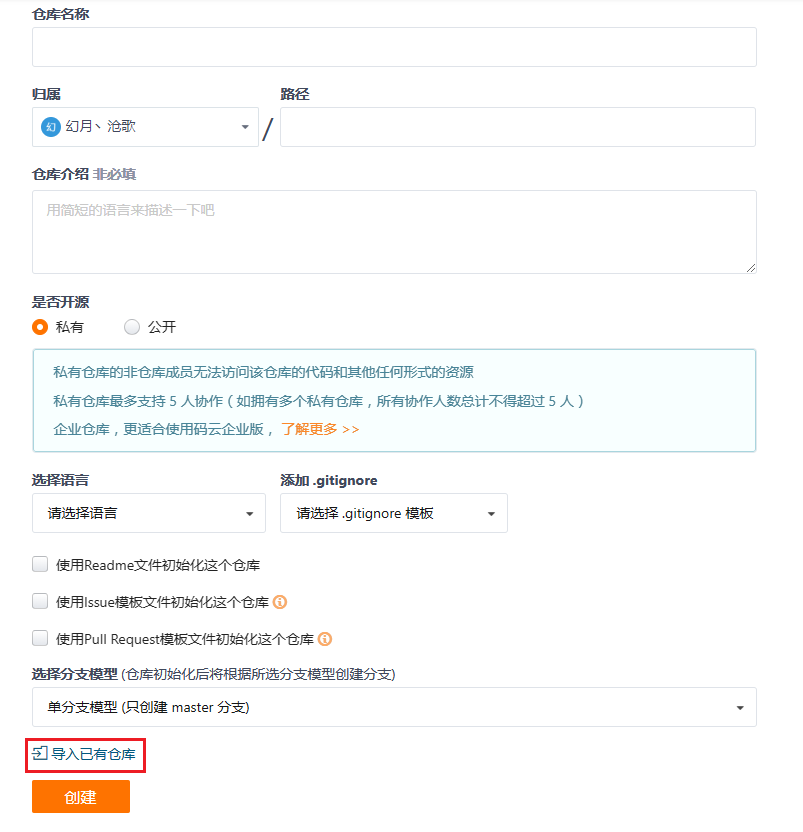 仓库名称
归属 路径
幻 幻月丶沧歌 /
仓库介绍 非必填
用简短的语言来描述一下吧
是否开源
私有 公开
私有仓库的非仓库成员无法访问该仓库的代码和其他任何形式的资源
私有仓库最多支持 5 人协作（如拥有多个私有仓库，所有协作人数总计不得超过 5 人）
企业仓库，更适合使用码云企业版， 了解更多 >>
选择语言 添加 .gitignore
请选择语言 请选择 .gitignore 模板
使用Readme文件初始化这个仓库
使用Issue模板文件初始化这个仓库
使用Pull Request模板文件初始化这个仓库
选择分支模型 (仓库初始化后将根据所选分支模型创建分支)
单分支模型 (只创建 master 分支)
导入已有仓库
创建